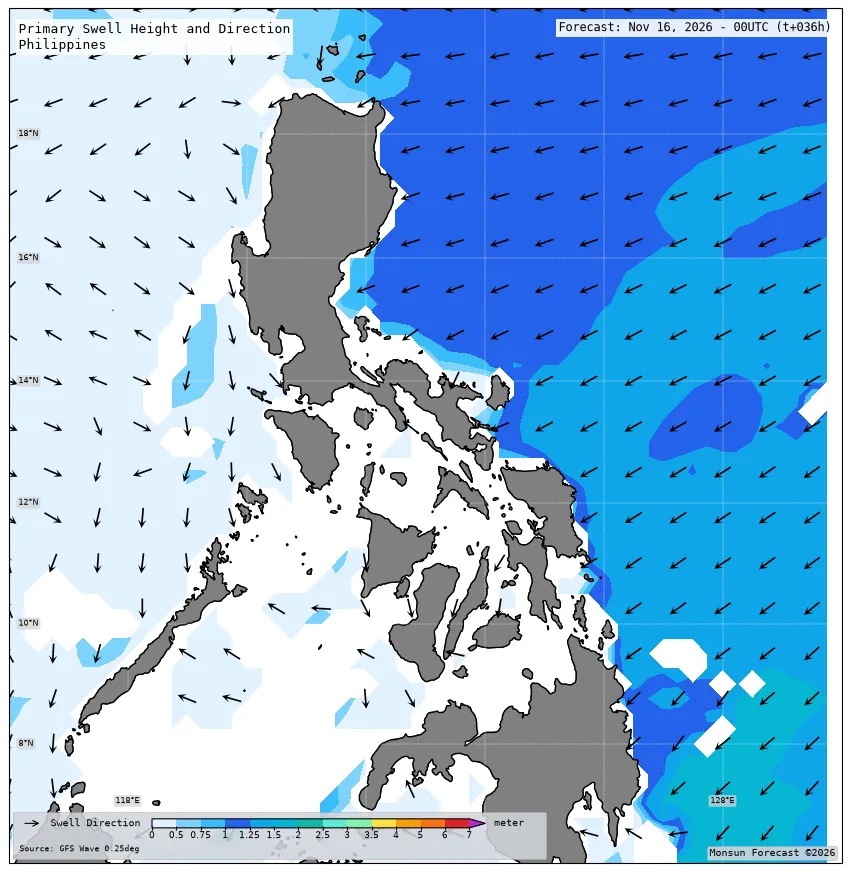 Primary Swell Height and Direction
Philippines
Forecast: Nov 16, 2026 - 00UTC (t+036h)
18°N
16°N
14°N
12°N
10°N
8°N
118°E
128°E
Swell Direction
0 0.5 0.75 1 1.25 1.5 2 2.5 3 3.5 4 5 6 7
meter
Source: GFS Wave 0.25deg
Monsun Forecast ©2026